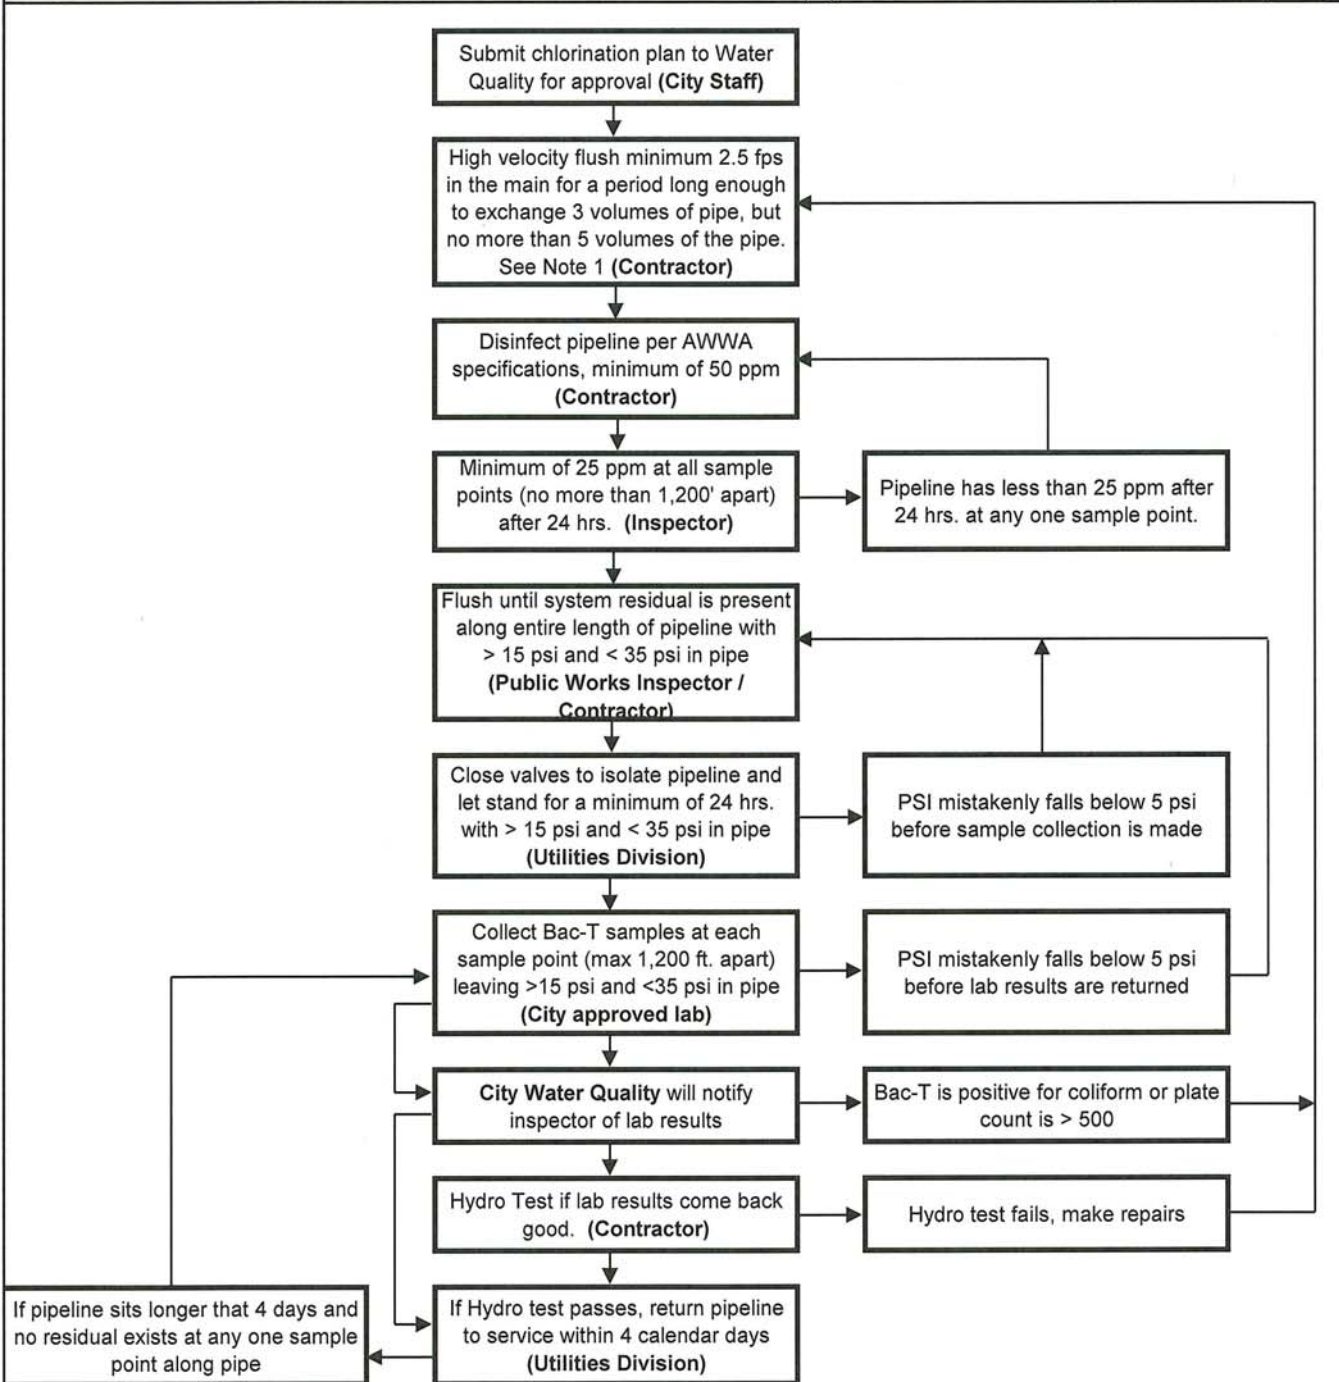 Submit chlorination plan to Water
Quality for approval (City Staff)
High velocity flush minimum 2.5 fps
in the main for a period long enough
to exchange 3 volumes of pipe, but
no more than 5 volumes of the pipe.
See Note 1 (Contractor)
Disinfect pipeline per AWWA
specifications, minimum of 50 ppm
(Contractor)
Minimum of 25 ppm at all sample
points (no more than 1,200' apart)
after 24 hrs. (Inspector)
Pipeline has less than 25 ppm after
24 hrs. at any one sample point.
Flush until system residual is present
along entire length of pipeline with
> 15 psi and < 35 psi in pipe
(Public Works Inspector /
Contractor)
Close valves to isolate pipeline and
let stand for a minimum of 24 hrs.
with > 15 psi and < 35 psi in pipe
(Utilities Division)
PSI mistakenly falls below 5 psi
before sample collection is made
Collect Bac-T samples at each
sample point (max 1,200 ft. apart)
leaving >15 psi and <35 psi in pipe
(City approved lab)
PSI mistakenly falls below 5 psi
before lab results are returned
City Water Quality will notify
inspector of lab results
Bac-T is positive for coliform or plate
count is > 500
Hydro Test if lab results come back
good. (Contractor)
Hydro test fails, make repairs
If pipeline sits longer that 4 days and
no residual exists at any one sample
point along pipe
If Hydro test passes, return pipeline
to service within 4 calendar days
(Utilities Division)